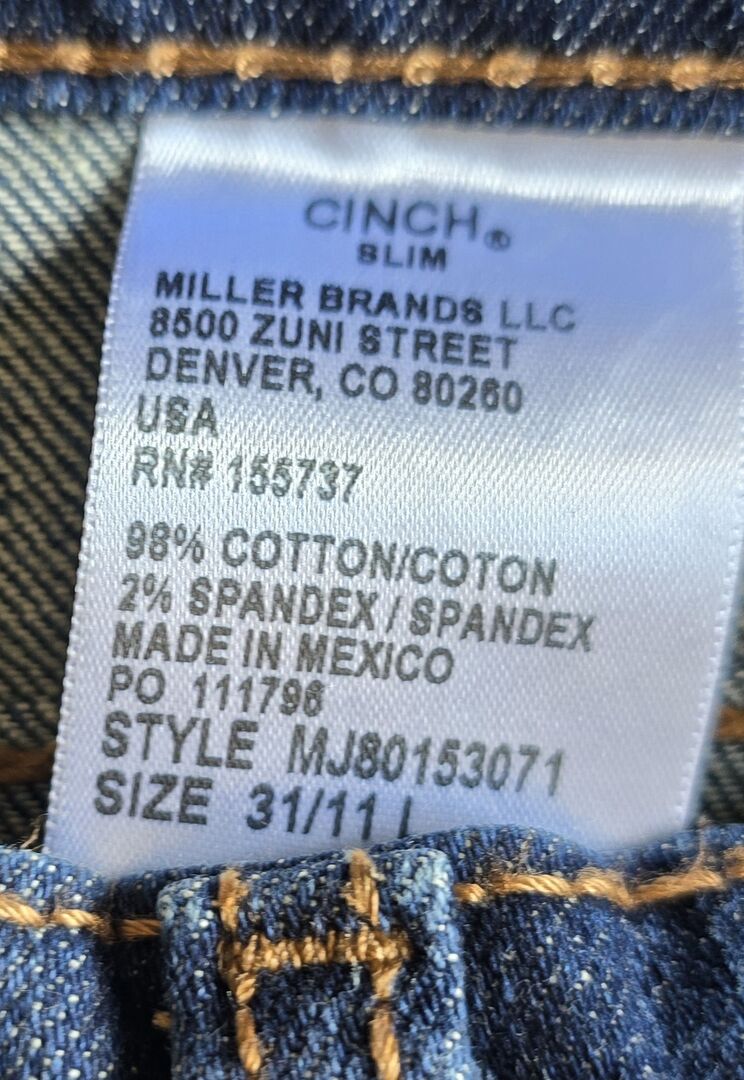 CINCH®
SLIM
MILLER BRANDS LLC
8500 ZUNI STREET
DENVER, CO 80260
USA
RN# 155737
98% COTTON/COTON
2% SPANDEX / SPANDEX
MADE IN MEXICO
PO 111796
STYLE MJ80153071
SIZE 31/11 L